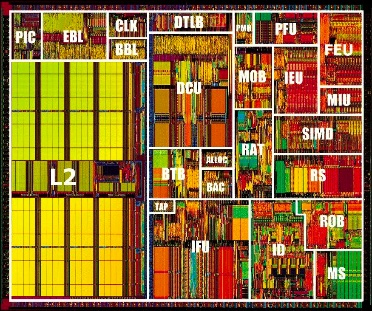 PIC
EBL
CLK
BBL
DTLB
PMB
PFU
FEU
DCU
MOB
IEU
MIU
SIMD
L2
BTB
ALLOC
BAC
RAT
RS
TAP
IFU
ID
ROB
MS